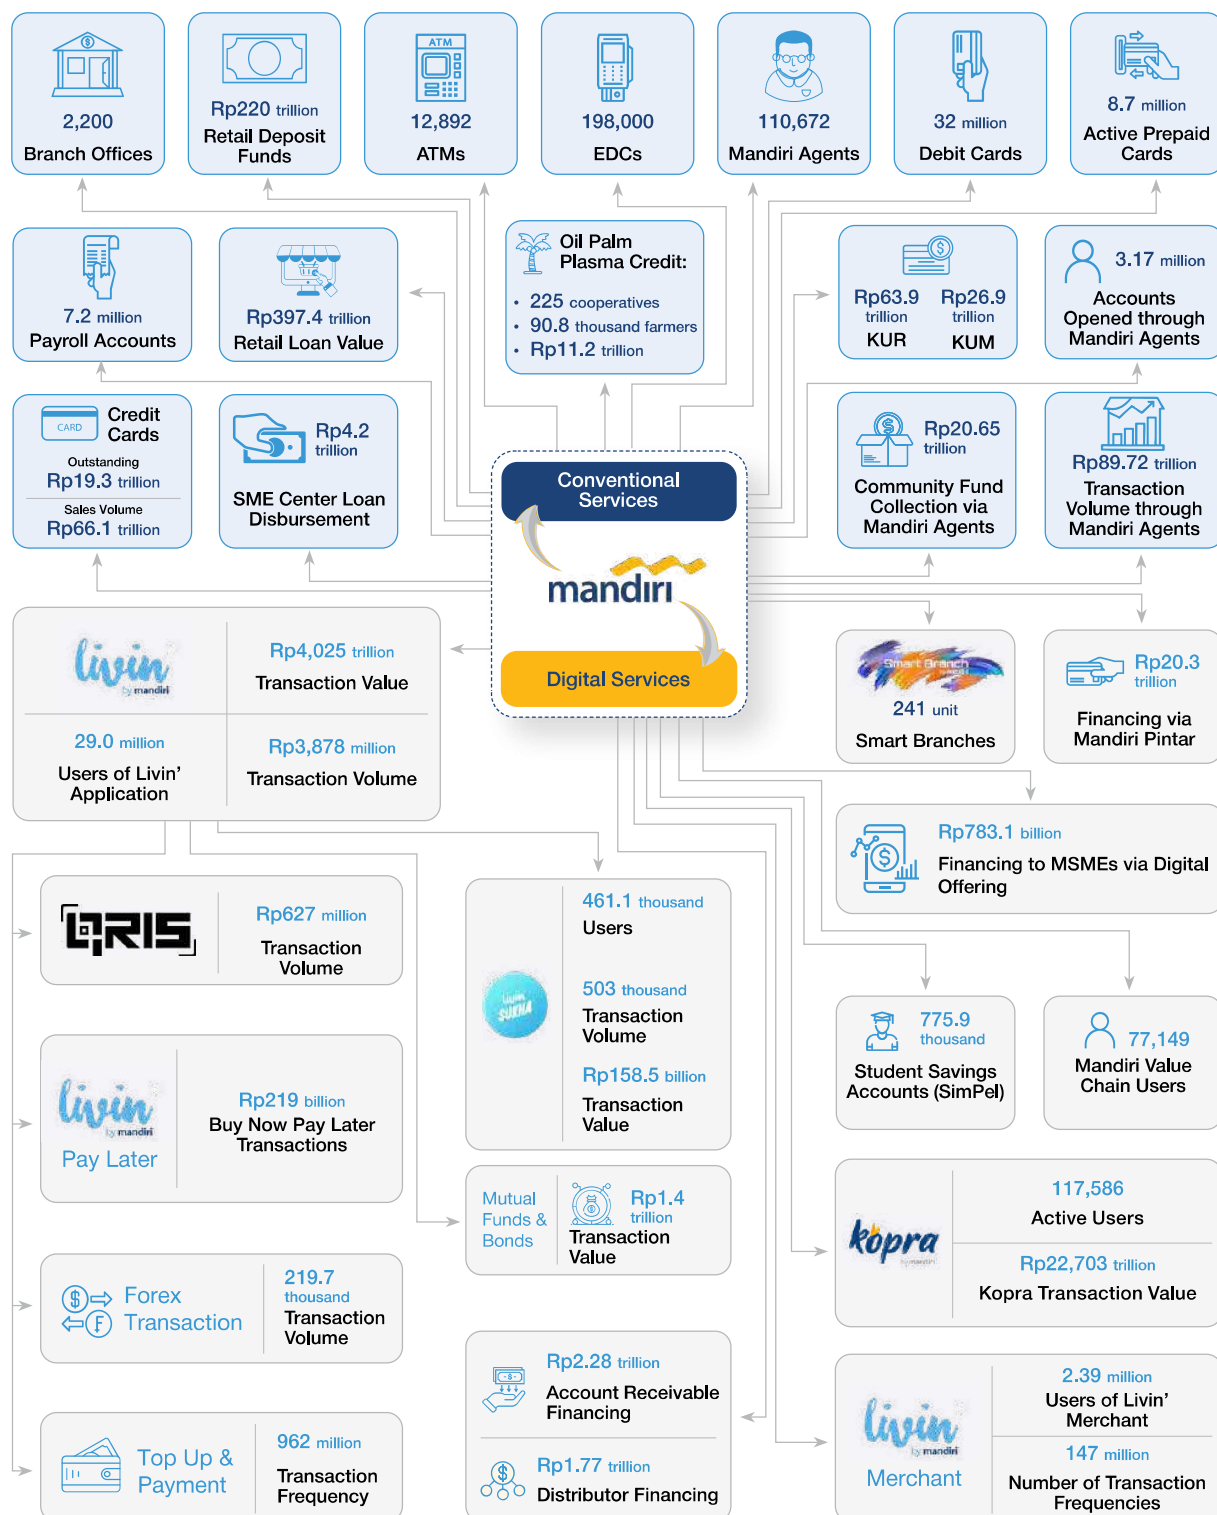 2,200
Branch Offices
Rp220 trillion
Retail Deposit
Funds
ATM
12,892
ATMs
198,000
EDCs
110,672
Mandiri Agents
32 million
Debit Cards
8.7 million
Active Prepaid
Cards
7.2 million
Payroll Accounts
Rp397.4 trillion
Retail Loan Value
Oil Palm
Plasma Credit:
• 225 cooperatives
• 90.8 thousand farmers
• Rp11.2 trillion
Rp63.9
trillion
KUR
Rp26.9
trillion
KUM
3.17 million
Accounts
Opened through
Mandiri Agents
CARD
Credit
Cards
Outstanding
Rp19.3 trillion
Sales Volume
Rp66.1 trillion
Rp4.2
trillion
SME Center Loan
Disbursement
Conventional
Services
mandiri
Digital Services
Rp20.65
trillion
Community Fund
Collection via
Mandiri Agents
Rp89.72 trillion
Transaction
Volume through
Mandiri Agents
livin'
by mandiri
Rp4,025 trillion
Transaction Value
29.0 million
Users of Livin'
Application
Rp3,878 million
Transaction Volume
Smart Branch
241 unit
Smart Branches
Rp20.3
trillion
Financing via
Mandiri Pintar
Rp783.1 billion
Financing to MSMEs via Digital
Offering
QRIS
Rp627 million
Transaction
Volume
livin'
SUKHA
461.1 thousand
Users
503 thousand
Transaction
Volume
Rp158.5 billion
Transaction
Value
775.9
thousand
Student Savings
Accounts (SimPel)
77,149
Mandiri Value
Chain Users
livin'
by mandiri
Pay Later
Rp219 billion
Buy Now Pay Later
Transactions
Mutual
Funds &
Bonds
Rp1.4
trillion
Transaction
Value
kopra
by mandiri
117,586
Active Users
Rp22,703 trillion
Kopra Transaction Value
Forex
Transaction
219.7
thousand
Transaction
Volume
Rp2.28 trillion
Account Receivable
Financing
Rp1.77 trillion
Distributor Financing
livin'
by mandiri
Merchant
2.39 million
Users of Livin'
Merchant
147 million
Number of Transaction
Frequencies
Top Up &
Payment
962 million
Transaction
Frequency